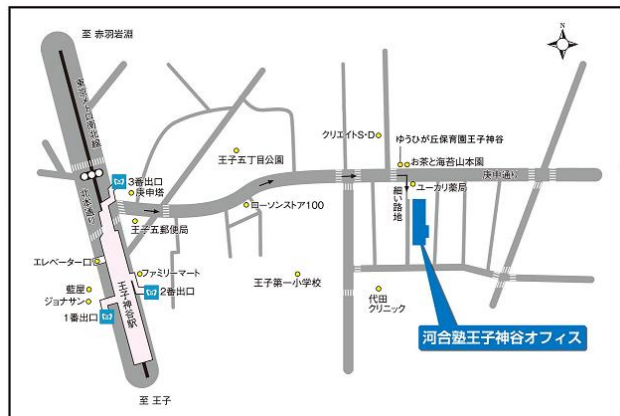 至 赤羽岩淵
N
東京メトロ南北線
クリエイトS・D
ゆうひが丘保育園王子神谷
お茶と海苔山本園
王子五丁目公園
庚申通り
3番出口
庚申塔
ユーカリ薬局
北本通り
細い路地
ローソンストア100
王子五郵便局
エレベーター口
ファミリーマート
王子第一小学校
藍屋
2番出口
代田
クリニック
ジョナサン
王子神谷駅
1番出口
河合塾王子神谷オフィス
至 王子